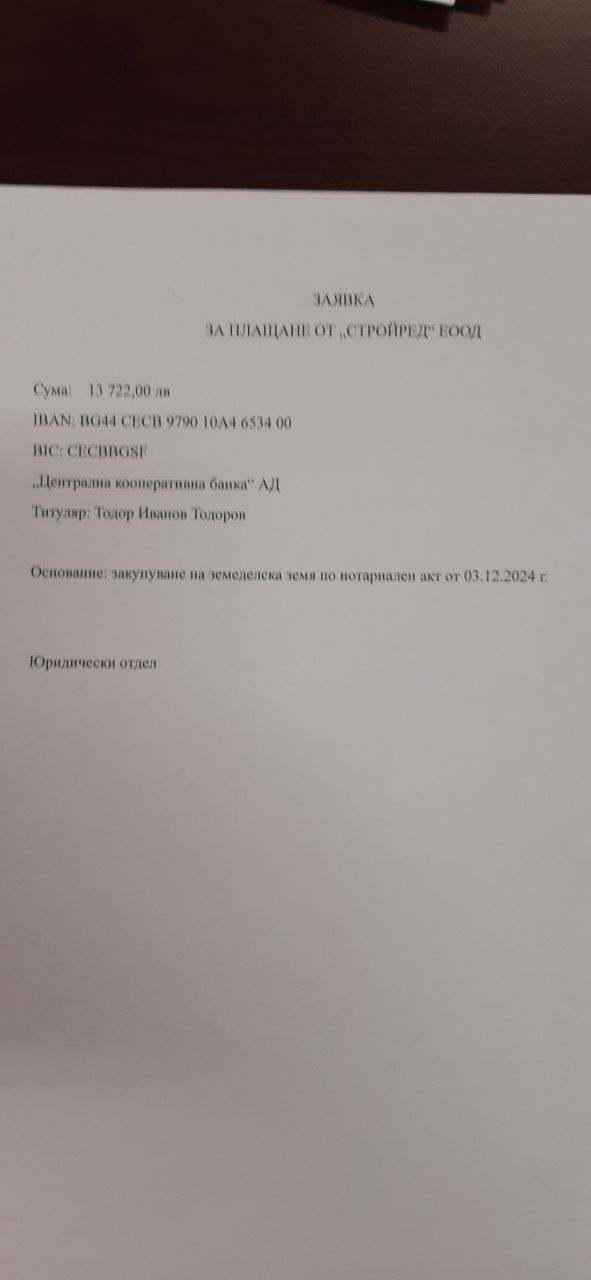 ЗАЯВКА
ЗА ПЛАЩАНЕ ОТ „СТРОЙРЕД“ ЕООД
Сума: 13 722,00 лв
IBAN: BG44 CECB 9790 10A4 6534 00
BIC: CECBBGSF
„Централна кооперативна банка“ АД
Титуляр: Тодор Иванов Тодоров
Основание: закупуване на земеделска земя по нотариален акт от 03.12.2024 г.
Юридически отдел